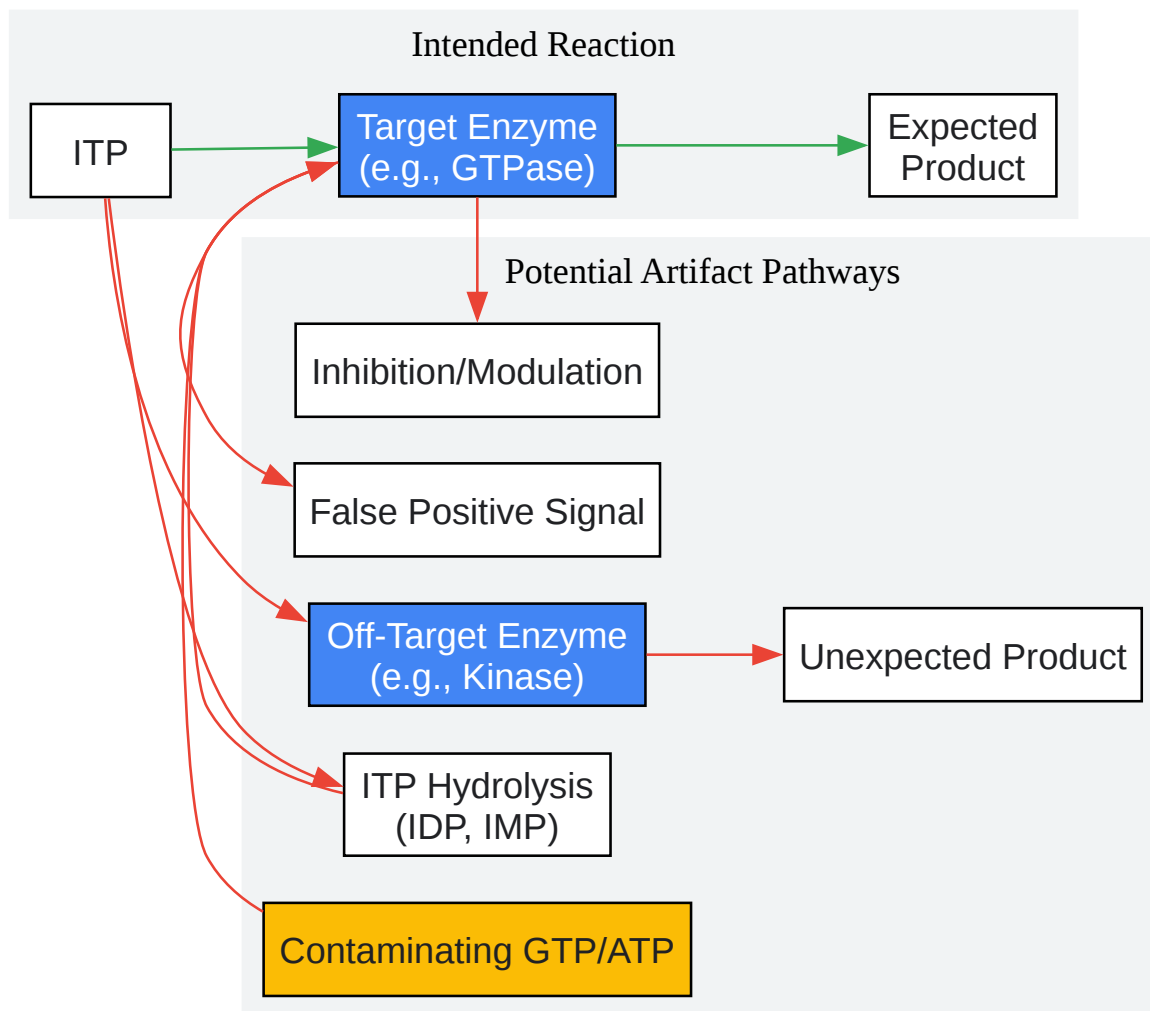 Intended Reaction
ITP
Target Enzyme
(e.g., GTPase)
Expected
Product
Potential Artifact Pathways
Inhibition/Modulation
False Positive Signal
Off-Target Enzyme
(e.g., Kinase)
Unexpected Product
ITP Hydrolysis
(IDP, IMP)
Contaminating GTP/ATP